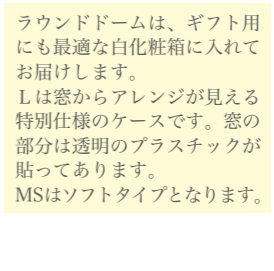 ラウンドドームは、ギフト用
にも最適な白化粧箱に入れて
お届けします。
Ｌは窓からアレンジが見える
特別仕様のケースです。窓の
部分は透明のプラスチックが
貼ってあります。
MSはソフトタイプとなります。